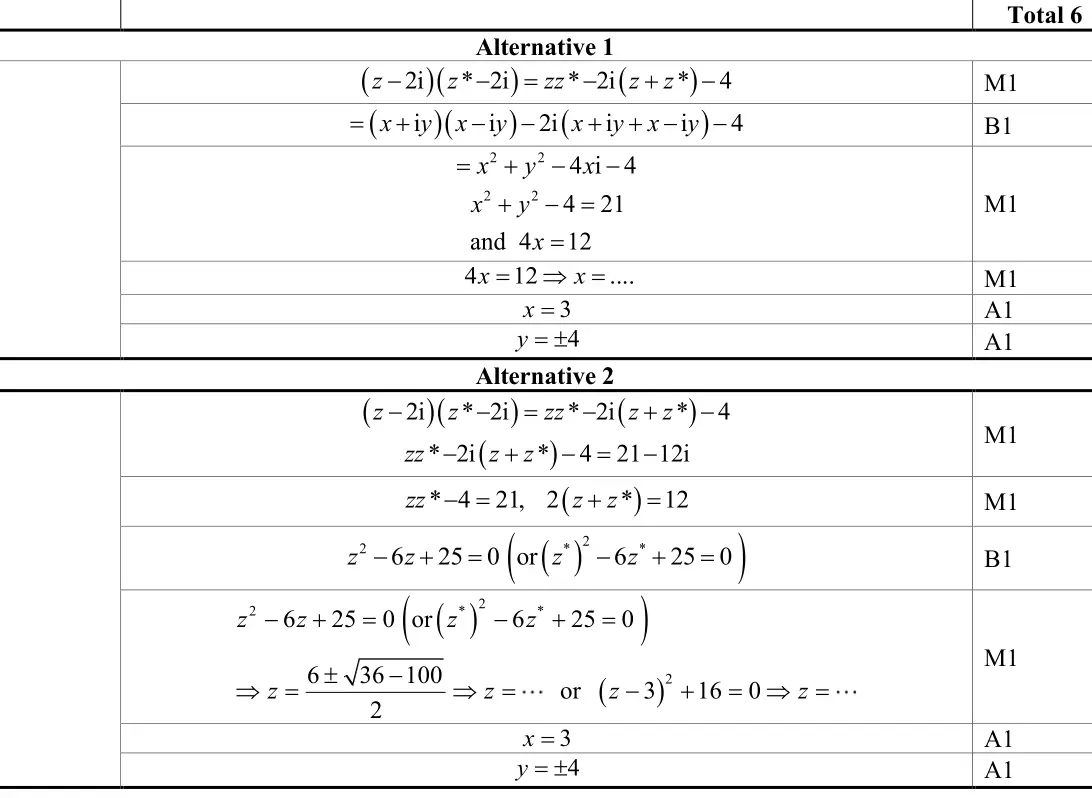 Total 6
Alternative 1
(z − 2i)(z* −2i) = zz* −2i(z + z*) − 4 M1
= (x + iy)(x − iy) − 2i(x + iy + x − iy) − 4 B1
= x² + y² − 4xi − 4
x² + y² − 4 = 21 M1
and 4x = 12
4x = 12 ⇒ x = .... M1
x = 3 A1
y = ±4 A1
Alternative 2
(z − 2i)(z* −2i) = zz* −2i(z + z*) − 4
zz* −2i(z + z*) − 4 = 21 − 12i M1
zz* −4 = 21, 2(z + z*) = 12 M1
z² − 6z + 25 = 0 (or (z*)² − 6z* + 25 = 0) B1
z² − 6z + 25 = 0 (or (z*)² − 6z* + 25 = 0)
⇒ z = (6 ± √(36 − 100))/2 ⇒ z = ⋯ or (z − 3)² + 16 = 0 ⇒ z = ⋯ M1
x = 3 A1
y = ±4 A1